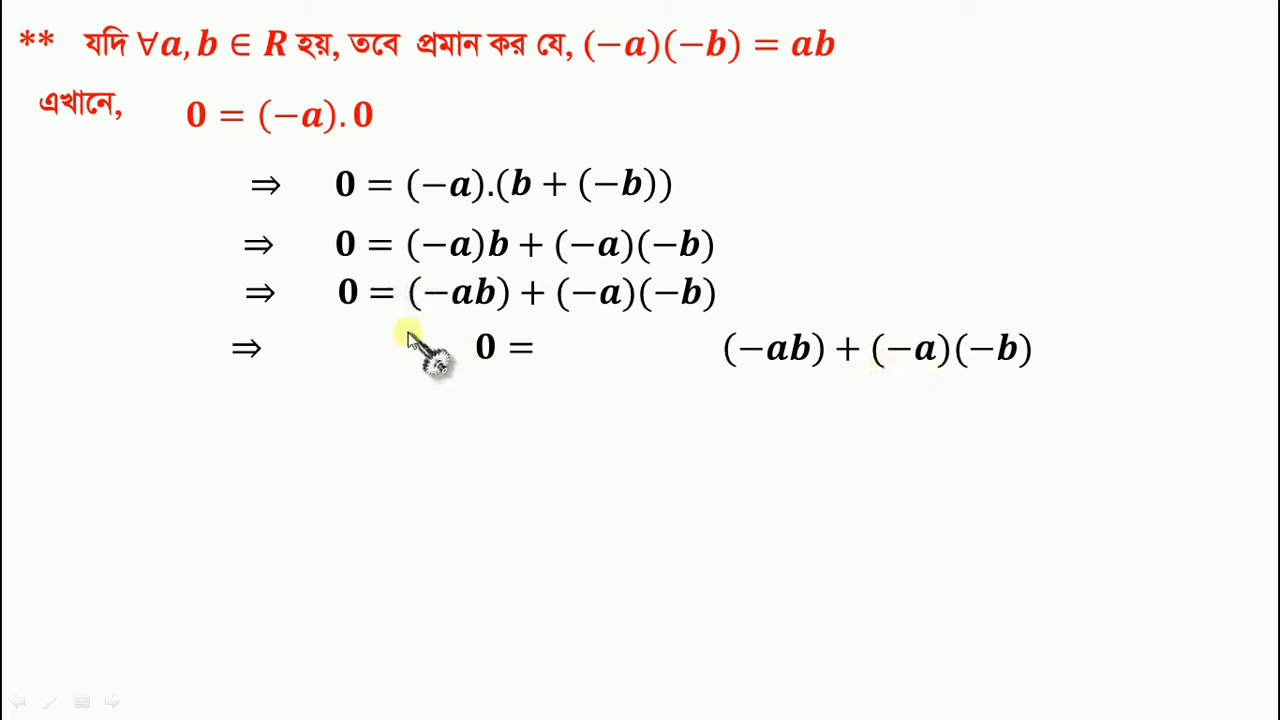 ** যদি ∀a, b ∈ R হয়, তবে প্রমান কর যে, (−a)(−b) = ab
এখানে, 0 = (−a). 0
⇒ 0 = (−a).(b + (−b))
⇒ 0 = (−a)b + (−a)(−b)
⇒ 0 = (−ab) + (−a)(−b)
⇒ 0 = (−ab) + (−a)(−b)